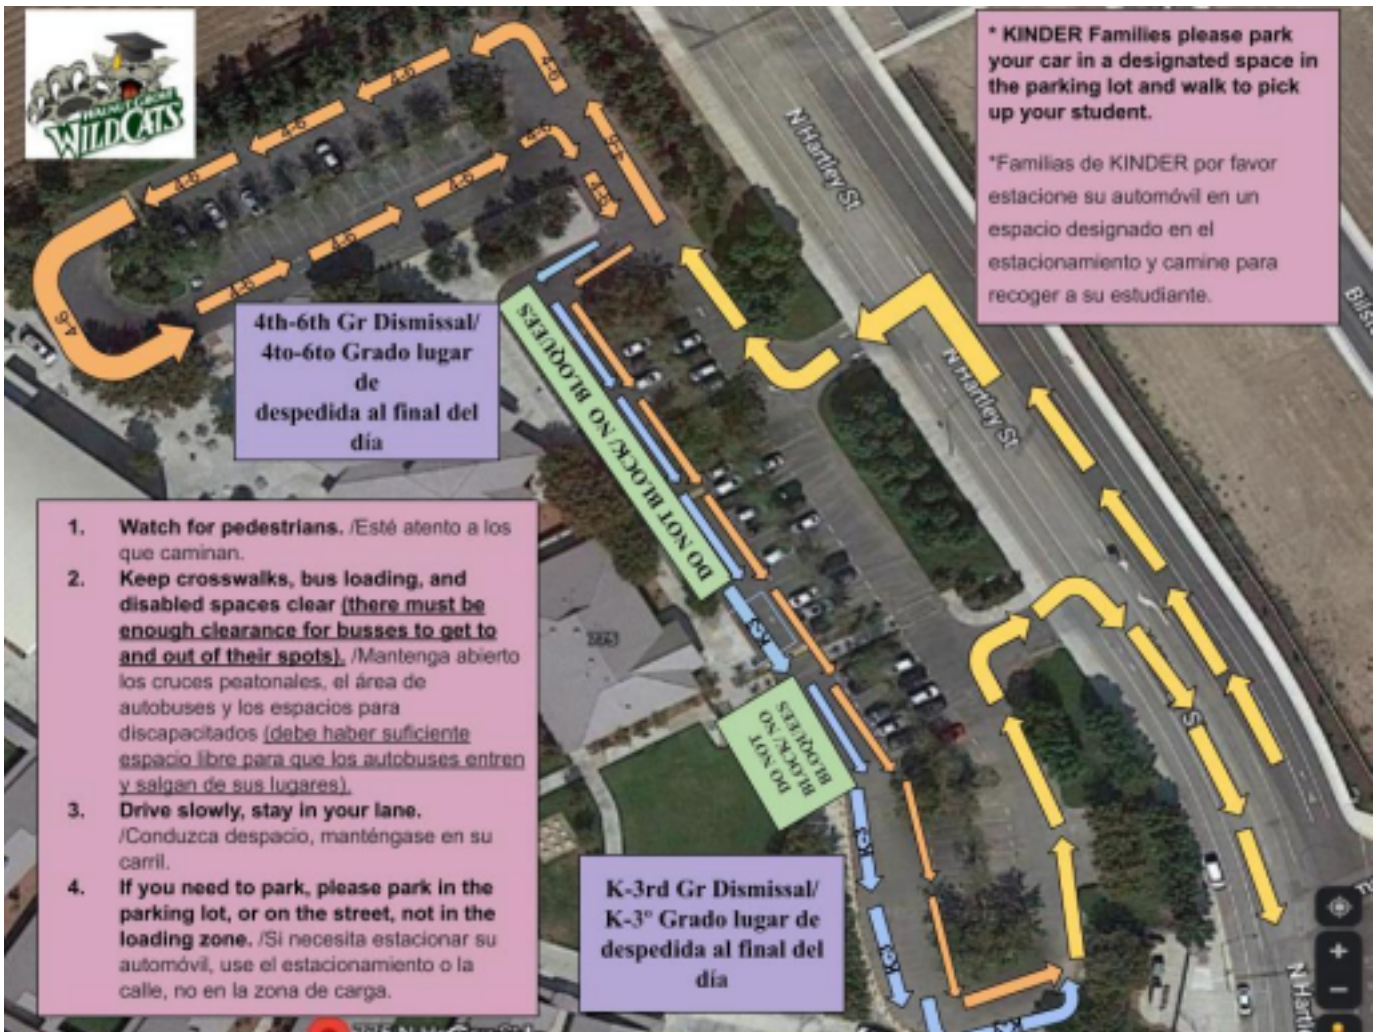 WALNUT GROVE
WILDCATS
* KINDER Families please park
your car in a designated space in
the parking lot and walk to pick
up your student.
*Familias de KINDER por favor
estacione su automóvil en un
espacio designado en el
estacionamiento y camine para
recoger a su estudiante.
N Hartley St
N Hartley St
4-6
4-6
4-6
4-6
4-6
4-6
4-6
4-6
4-6
4-6
4-6
4-6
4th-6th Gr Dismissal/
4to-6to Grado lugar
de
despedida al final del
día
DO NOT BLOCK/ NO BLOQUEES
1. Watch for pedestrians. /Esté atento a los
que caminan.
2. Keep crosswalks, bus loading, and
disabled spaces clear (there must be
enough clearance for busses to get to
and out of their spots). /Mantenga abierto
los cruces peatonales, el área de
autobuses y los espacios para
discapacitados (debe haber suficiente
espacio libre para que los autobuses entren
y salgan de sus lugares).
3. Drive slowly, stay in your lane.
/Conduzca despacio, manténgase en su
carril.
4. If you need to park, please park in the
parking lot, or on the street, not in the
loading zone. /Si necesita estacionar su
automóvil, use el estacionamiento o la
calle, no en la zona de carga.
K-3
DO NOT
BLOCK/ NO
BLOQUEES
K-3
K-3
K-3
K-3rd Gr Dismissal/
K-3º Grado lugar de
despedida al final del
día
S
N Hart